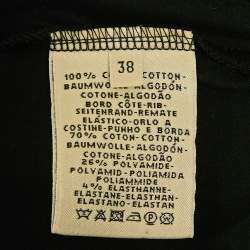 38
100% COTON-COTTON-
BAUMWOLLE-ALGODÓN-
COTONE-ALGODÃO
BORD CÔTE-RIB-
SEITENRAND-REMATE
ELÁSTICO-ORLO A
COSTINE-PUNHO E BORDA
70% COTON-COTTON-
BAUMWOLLE-ALGODÓN-
COTONE-ALGODÃO
26% POLYAMIDE-
POLYAMID-POLIAMIDA
POLIAMMIDE
4% ELASTHANNE-
ELASTHAN-ELASTANE-
ELASTANO-ELASTAN